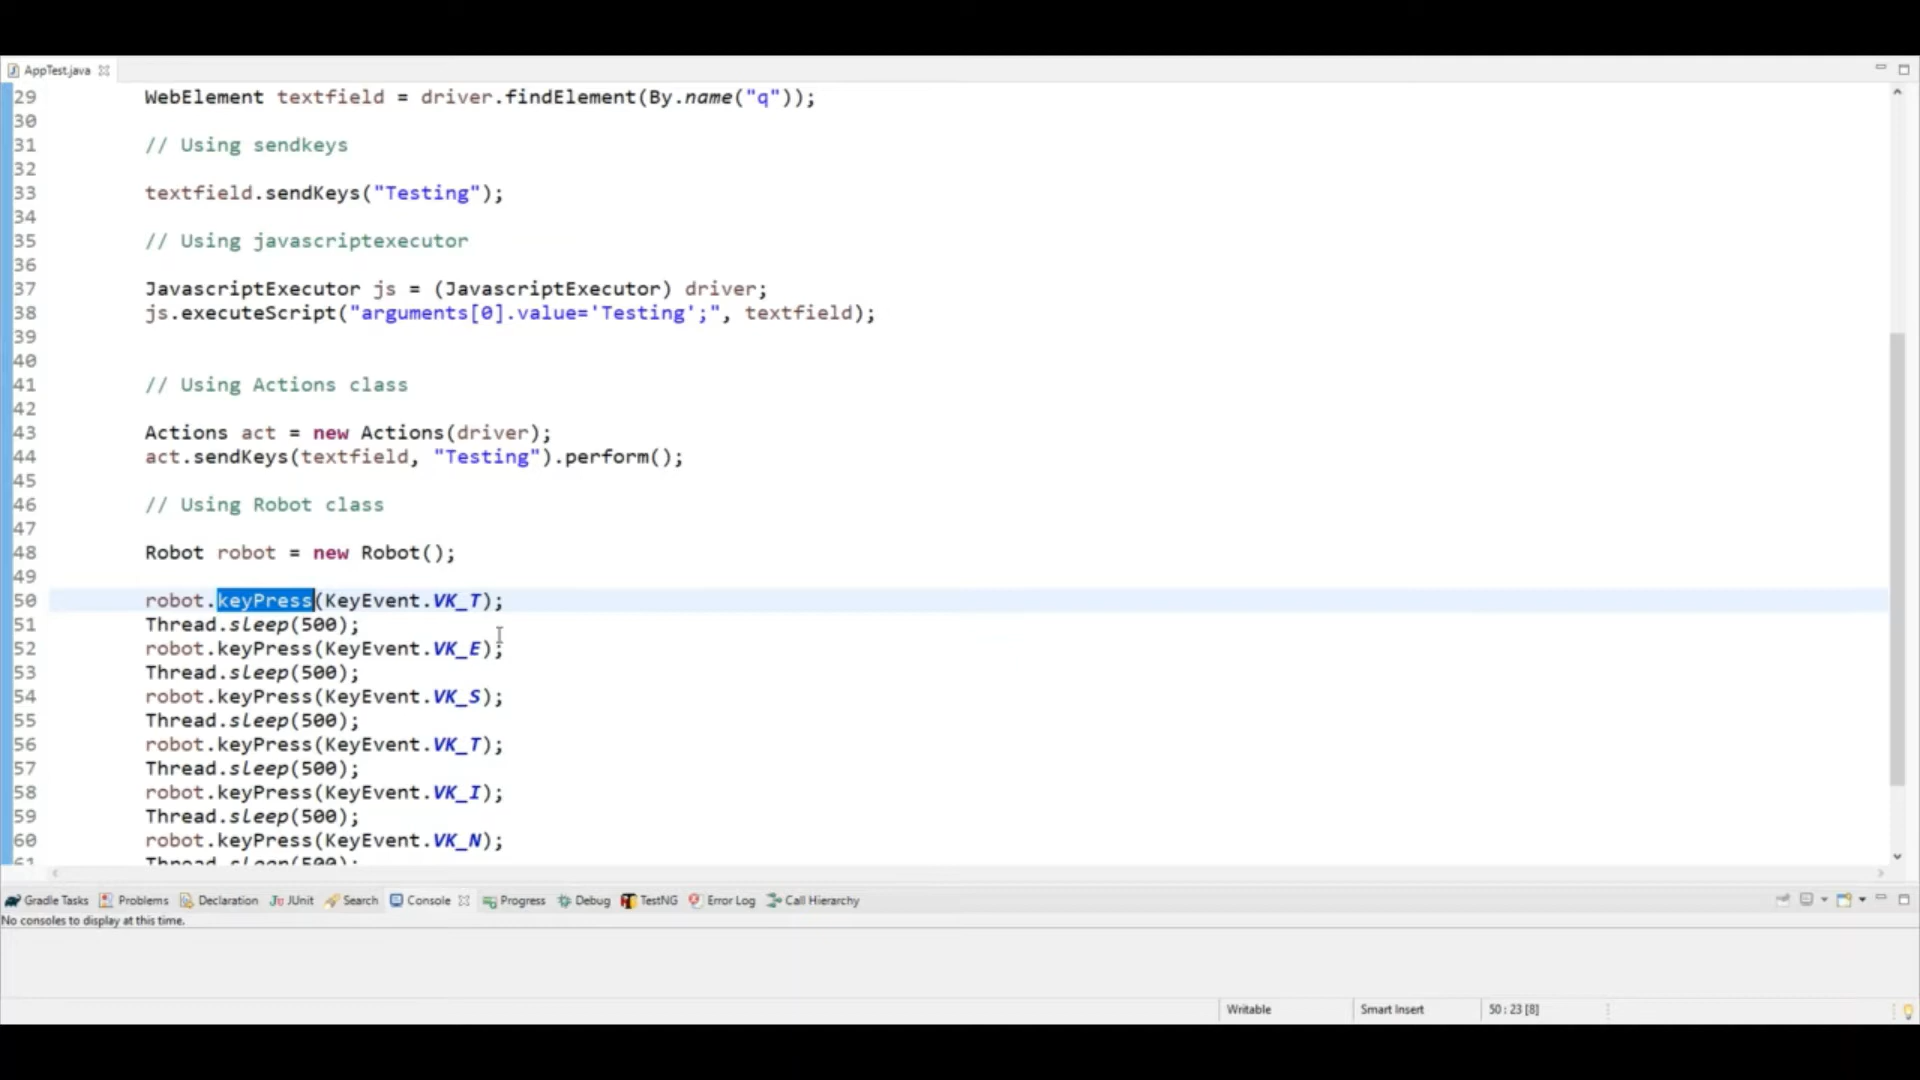 AppTest.java
29 WebElement textfield = driver.findElement(By.name("q"));
30
31 // Using sendkeys
32
33 textfield.sendKeys("Testing");
34
35 // Using javascriptexecutor
36
37 JavascriptExecutor js = (JavascriptExecutor) driver;
38 js.executeScript("arguments[0].value='Testing';", textfield);
39
40
41 // Using Actions class
42
43 Actions act = new Actions(driver);
44 act.sendKeys(textfield, "Testing").perform();
45
46 // Using Robot class
47
48 Robot robot = new Robot();
49
50 robot.keyPress(KeyEvent.VK_T);
51 Thread.sleep(500);
52 robot.keyPress(KeyEvent.VK_E);
53 Thread.sleep(500);
54 robot.keyPress(KeyEvent.VK_S);
55 Thread.sleep(500);
56 robot.keyPress(KeyEvent.VK_T);
57 Thread.sleep(500);
58 robot.keyPress(KeyEvent.VK_I);
59 Thread.sleep(500);
60 robot.keyPress(KeyEvent.VK_N);
61 Thread.sleep(500);
Gradle Tasks Problems Declaration JUnit Search Console Progress Debug TestNG Error Log Call Hierarchy
No consoles to display at this time.
Writable Smart Insert 50 : 23 [8]